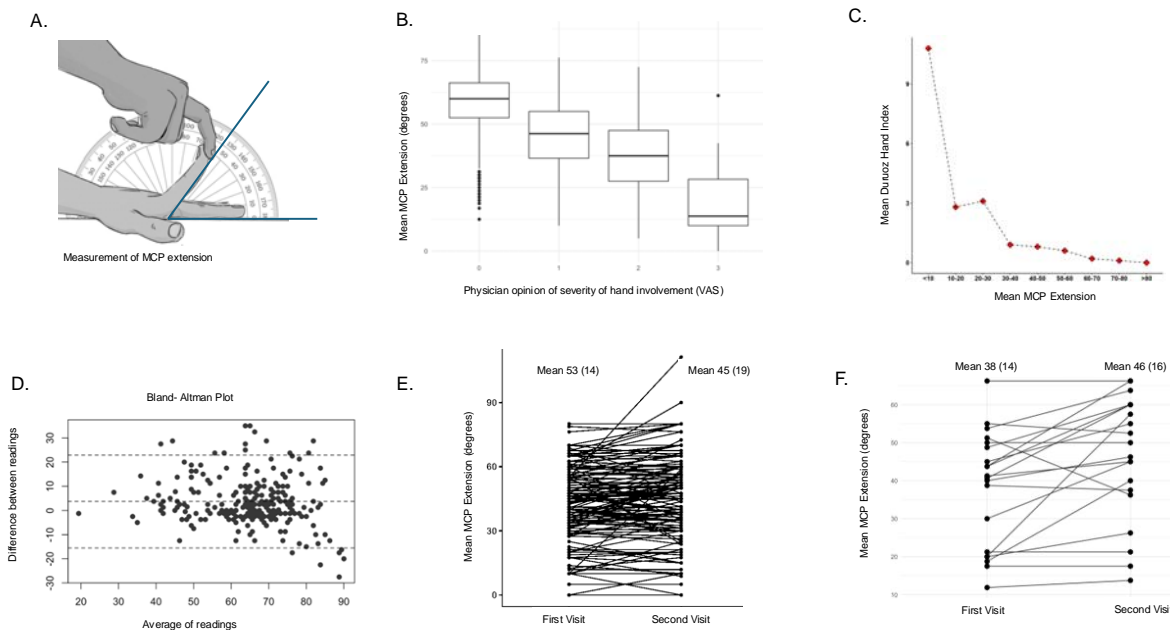 A.
Measurement of MCP extension
B.
Mean MCP Extension (degrees)
75
50
25
0
0 1 2 3
Physician opinion of severity of hand involvement (VAS)
C.
Mean Duruoz Hand Index
9
6
3
0
<10 10-20 20-30 30-40 40-50 50-60 60-70 70-80 >80
Mean MCP Extension
D.
Bland- Altman Plot
Difference between readings
30
20
10
0
-10
-30
20 30 40 50 60 70 80 90
Average of readings
E.
Mean 53 (14) Mean 45 (19)
Mean MCP Extension (degrees)
90
60
30
0
First Visit Second Visit
F.
Mean 38 (14) Mean 46 (16)
Mean MCP Extension (degrees)
60
50
40
30
20
10
First Visit Second Visi